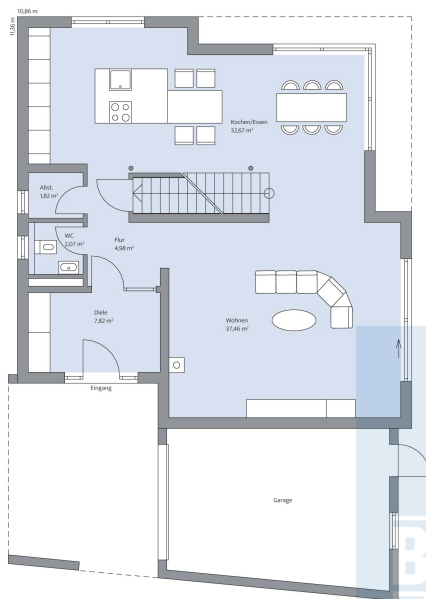 10,86 m
11,36 m
Kochen/Essen
32,67 m²
Abst.
1,82 m²
WC
2,07 m²
Flur
4,98 m²
Diele
7,82 m²
Wohnen
37,46 m²
Eingang
Garage
B